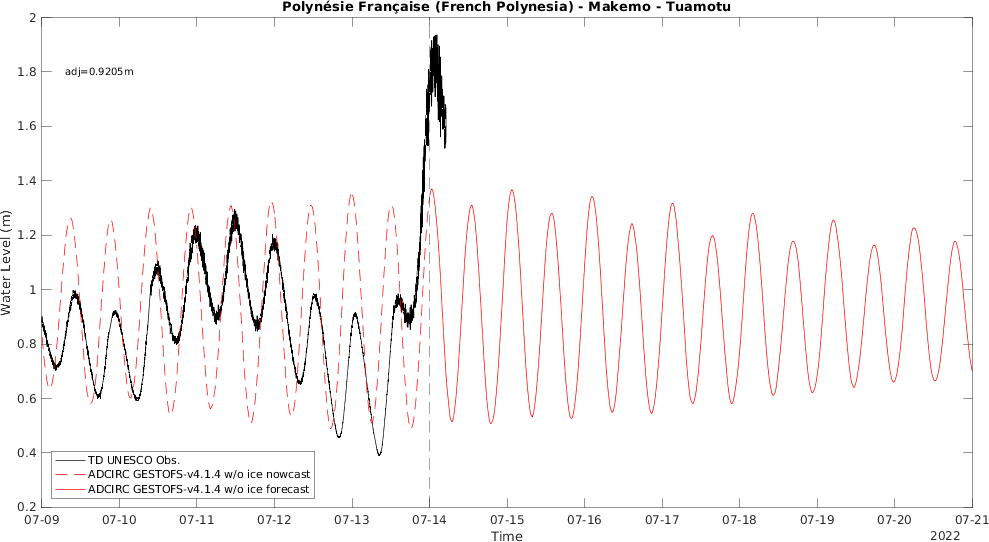 Polynésie Française (French Polynesia) - Makemo - Tuamotu
2
1.8
1.6
1.4
1.2
1
0.8
0.6
0.4
0.2
Water Level (m)
adj=0.9205m
TD UNESCO Obs.
ADCIRC GESTOFS-v4.1.4 w/o ice nowcast
ADCIRC GESTOFS-v4.1.4 w/o ice forecast
07-09 07-10 07-11 07-12 07-13 07-14 07-15 07-16 07-17 07-18 07-19 07-20 07-21
Time
2022